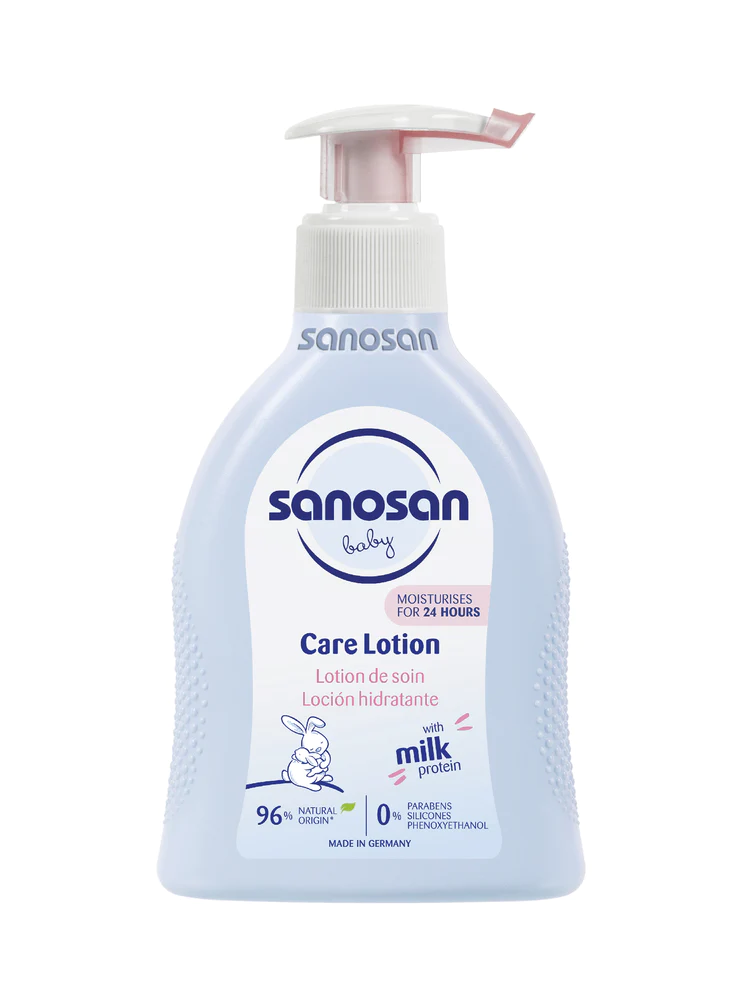 sanosan
sanosan
baby
MOISTURISES
FOR 24 HOURS
Care Lotion
Lotion de soin
Loción hidratante
with
milk
protein
96% NATURAL
ORIGIN*
0% PARABENS
SILICONES
PHENOXYETHANOL
MADE IN GERMANY